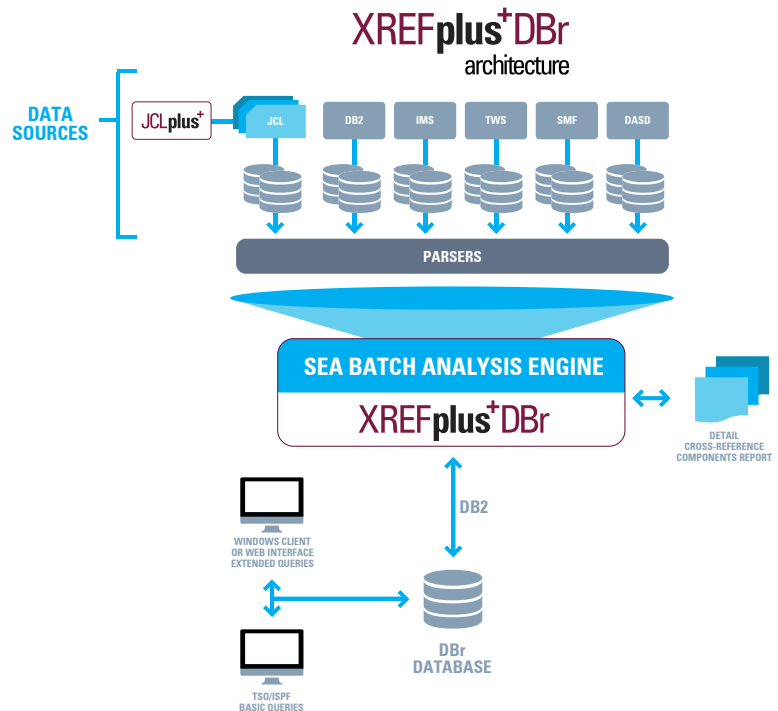 XREFplus+DBr
architecture
DATA
SOURCES
JCLplus+
JCL
DB2
IMS
TWS
SMF
DASD
PARSERS
SEA BATCH ANALYSIS ENGINE
XREFplus+DBr
DETAIL
CROSS-REFERENCE
COMPONENTS REPORT
DB2
WINDOWS CLIENT
OR WEB INTERFACE
EXTENDED QUERIES
DBr
DATABASE
TSO/ISPF
BASIC QUERIES